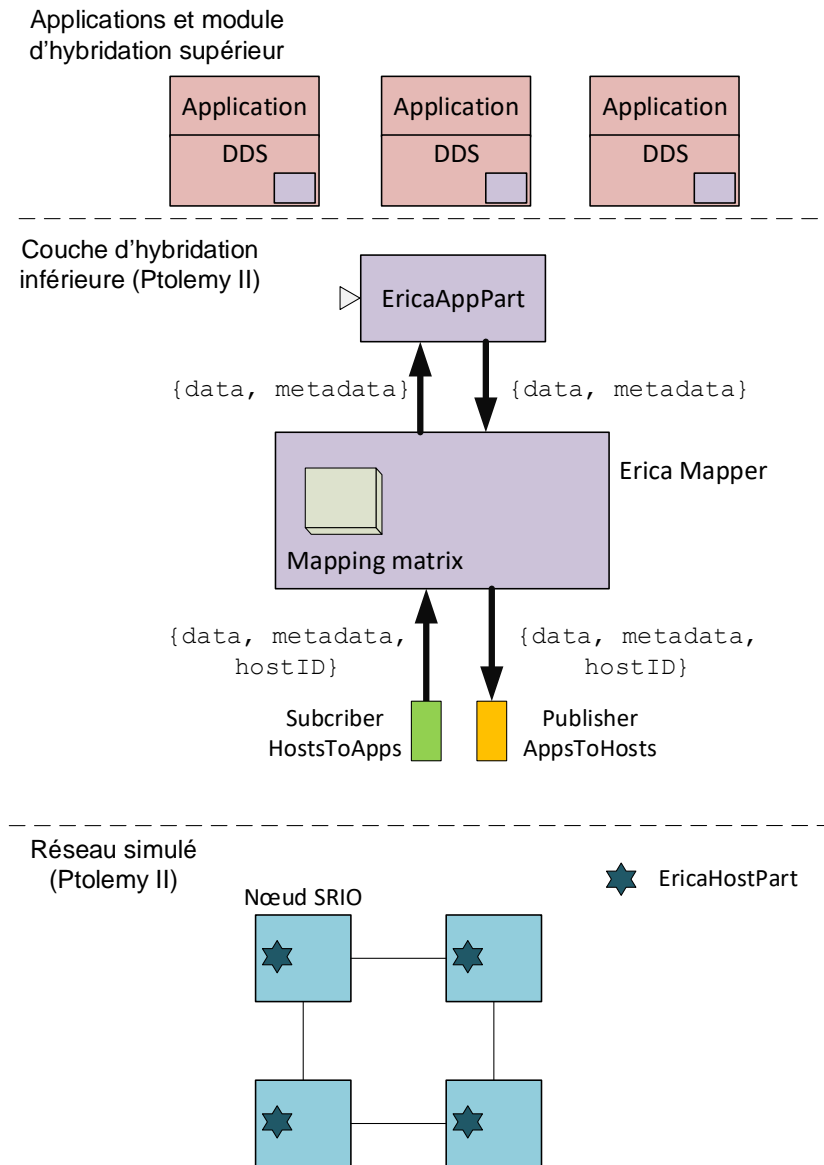 Applications et module
d’hybridation supérieur
Application
Application
Application
DDS
DDS
DDS
Couche d’hybridation
inférieure (Ptolemy II)
EricaAppPart
{data, metadata}
{data, metadata}
Erica Mapper
Mapping matrix
{data, metadata,
hostID}
{data, metadata,
hostID}
Subcriber
HostsToApps
Publisher
AppsToHosts
Réseau simulé
(Ptolemy II)
EricaHostPart
Nœud SRIO